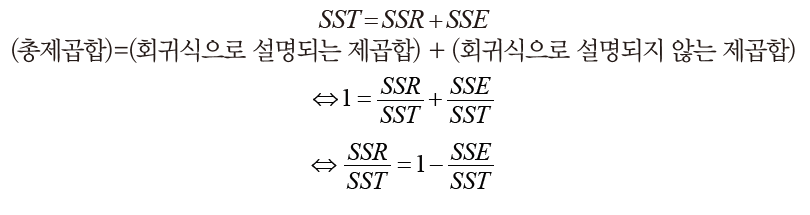 SST=SSR+SSE
(총제곱합)=(회귀식으로 설명되는 제곱합) + (회귀식으로 설명되지 않는 제곱합)
⇔1=SSR/SST+SSE/SST
⇔ SSR/SST=1−SSE/SST